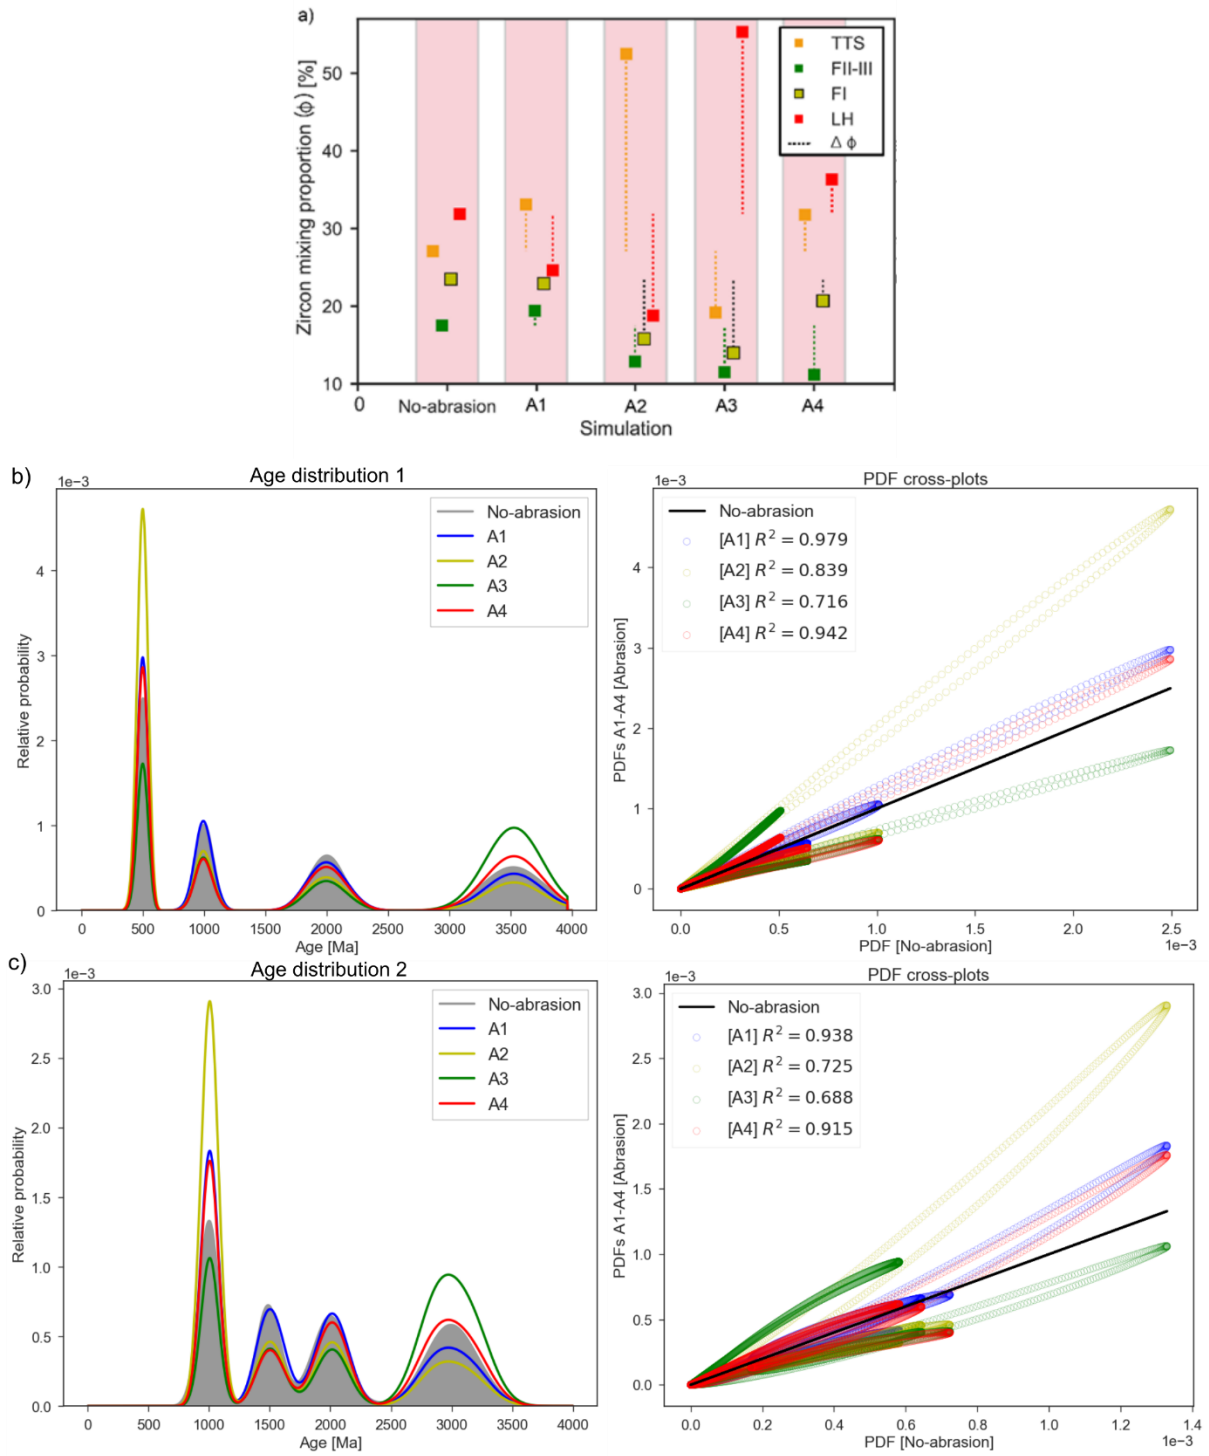 a)
Zircon mixing proportion (ϕ) [%]
50
40
30
20
10
0
No-abrasion
A1
A2
A3
A4
Simulation
TTS
FII-III
FI
LH
Δ ϕ
b)
Age distribution 1
1e−3
Relative probability
4
3
2
1
0
0 500 1000 1500 2000 2500 3000 3500 4000
Age [Ma]
No-abrasion
A1
A2
A3
A4
PDF cross-plots
1e−3
PDFs A1-A4 [Abrasion]
4
3
2
1
0
0.0 0.5 1.0 1.5 2.0 2.5
1e−3
PDF [No-abrasion]
No-abrasion
[A1] R² = 0.979
[A2] R² = 0.839
[A3] R² = 0.716
[A4] R² = 0.942
c)
Age distribution 2
1e−3
Relative probability
3.0
2.5
2.0
1.5
1.0
0.5
0.0
0 500 1000 1500 2000 2500 3000 3500 4000
Age [Ma]
No-abrasion
A1
A2
A3
A4
PDF cross-plots
1e−3
PDFs A1-A4 [Abrasion]
3.0
2.5
2.0
1.5
1.0
0.5
0.0
0.0 0.2 0.4 0.6 0.8 1.0 1.2 1.4
1e−3
PDF [No-abrasion]
No-abrasion
[A1] R² = 0.938
[A2] R² = 0.725
[A3] R² = 0.688
[A4] R² = 0.915